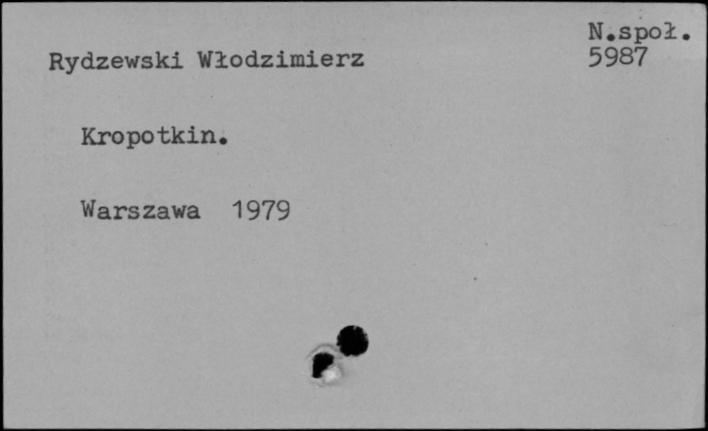 N.społ.
5987
Rydzewski Włodzimierz
Kropotkin.
Warszawa 1979